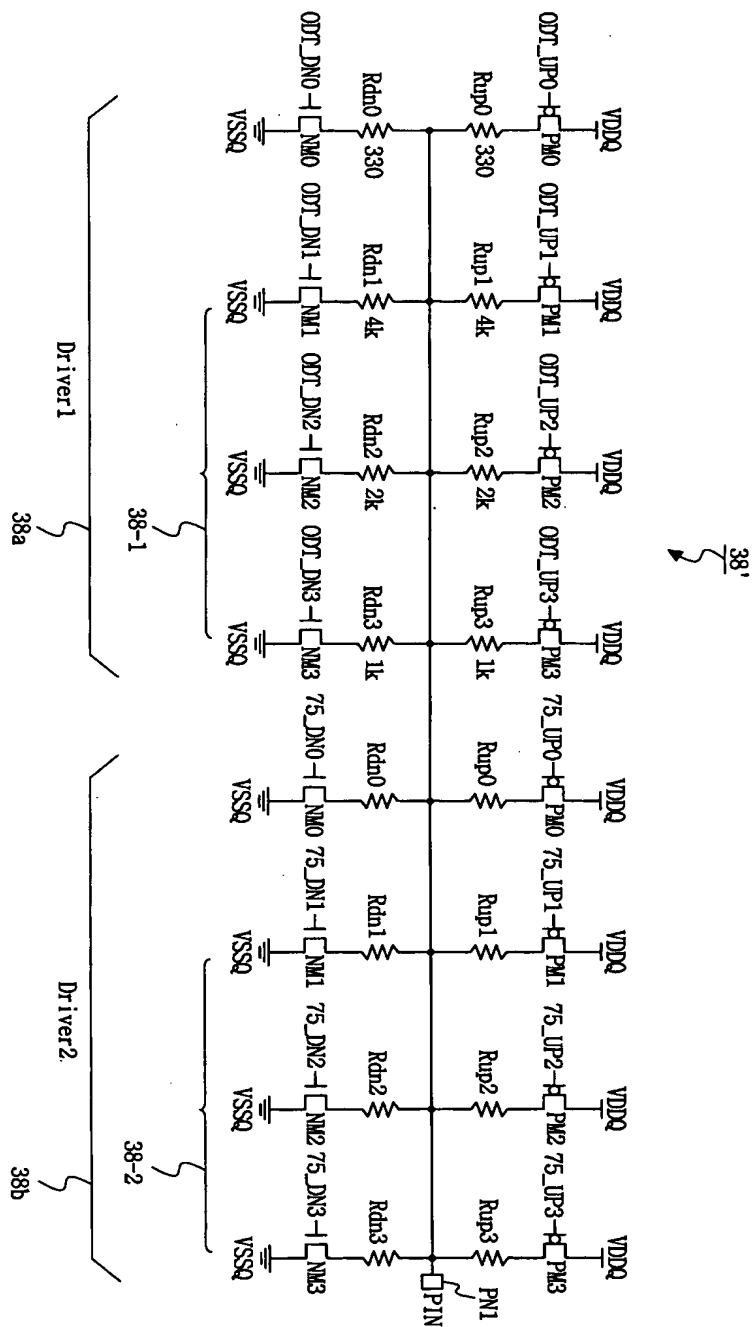 38'
VDDQ VDDQ VDDQ VDDQ VDDQ VDDQ VDDQ VDDQ
ODT_UP0 ODT_UP1 ODT_UP2 ODT_UP3 75_UP0 75_UP1 75_UP2 75_UP3
PM0 PM1 PM2 PM3 PM0 PM1 PM2 PM3
Rup0 Rup1 Rup2 Rup3 Rup0 Rup1 Rup2 Rup3 PN1
330 4k 2k 1k
PIN
Rdn0 Rdn1 Rdn2 Rdn3 Rdn0 Rdn1 Rdn2 Rdn3
330 4k 2k 1k
ODT_DN0 ODT_DN1 ODT_DN2 ODT_DN3 75_DN0 75_DN1 75_DN2 75_DN3
NM0 NM1 NM2 NM3 NM0 NM1 NM2 NM3
VSSQ VSSQ VSSQ VSSQ VSSQ VSSQ VSSQ VSSQ
38-1 38-2
Driver1 Driver2
38a 38b